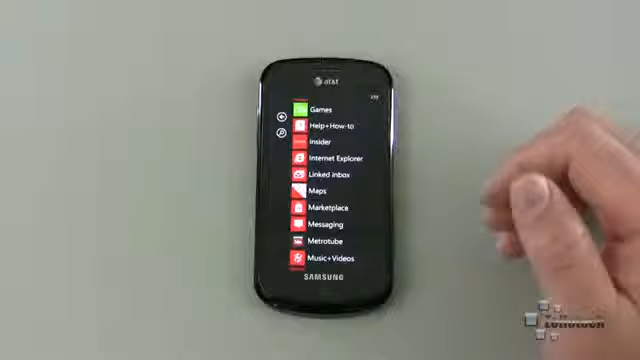 at&t
Games
Help+How-to
Insider
Internet Explorer
Linked inbox
Maps
Marketplace
Messaging
Metrotube
Music+Videos
SAMSUNG